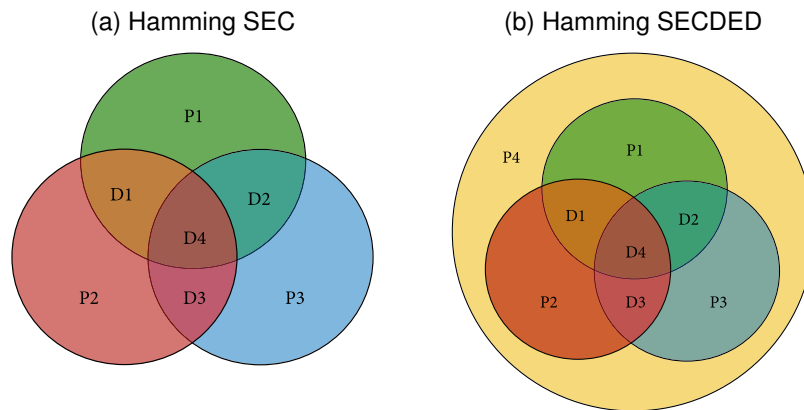 (a) Hamming SEC
P1
D1
D2
D4
P2
D3
P3
(b) Hamming SECDED
P4
P1
D1
D2
D4
P2
D3
P3